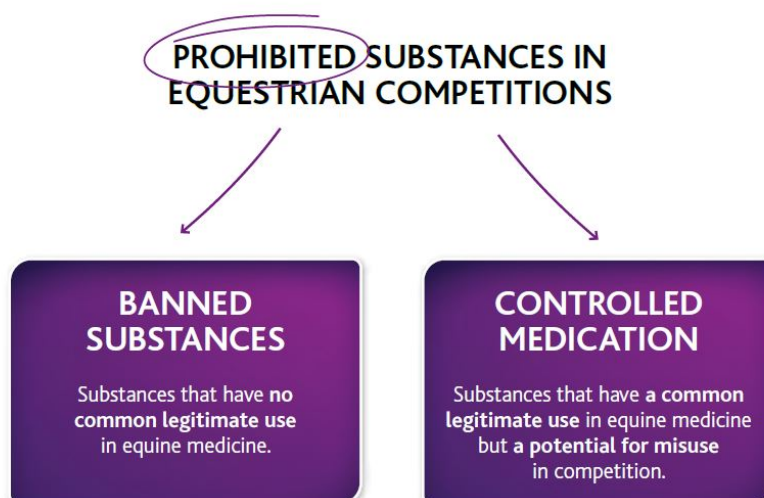 PROHIBITED SUBSTANCES IN
EQUESTRIAN COMPETITIONS
BANNED
SUBSTANCES
Substances that have no
common legitimate use
in equine medicine.
CONTROLLED
MEDICATION
Substances that have a common
legitimate use in equine medicine
but a potential for misuse
in competition.